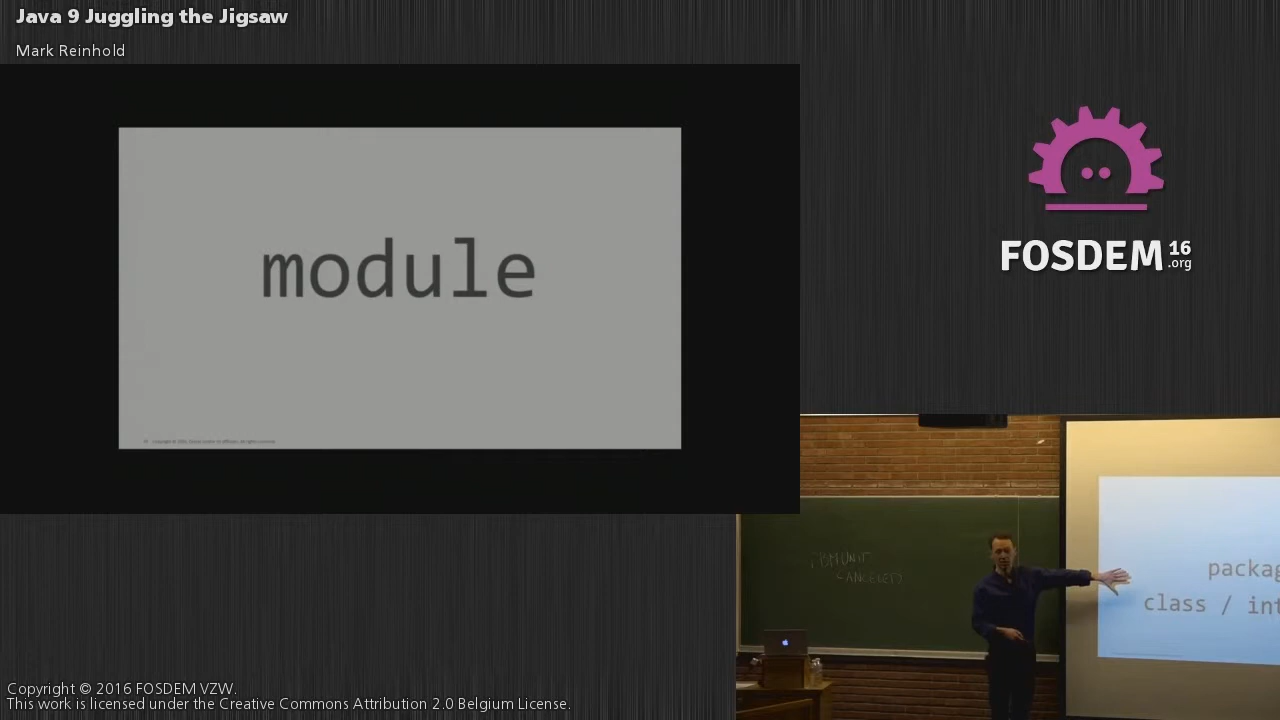 Java 9 Juggling the Jigsaw
Mark Reinhold
module
FOSDEM 16
.org
CANCELED
packag
class / int
Copyright © 2016 FOSDEM VZW.
This work is licensed under the Creative Commons Attribution 2.0 Belgium License.